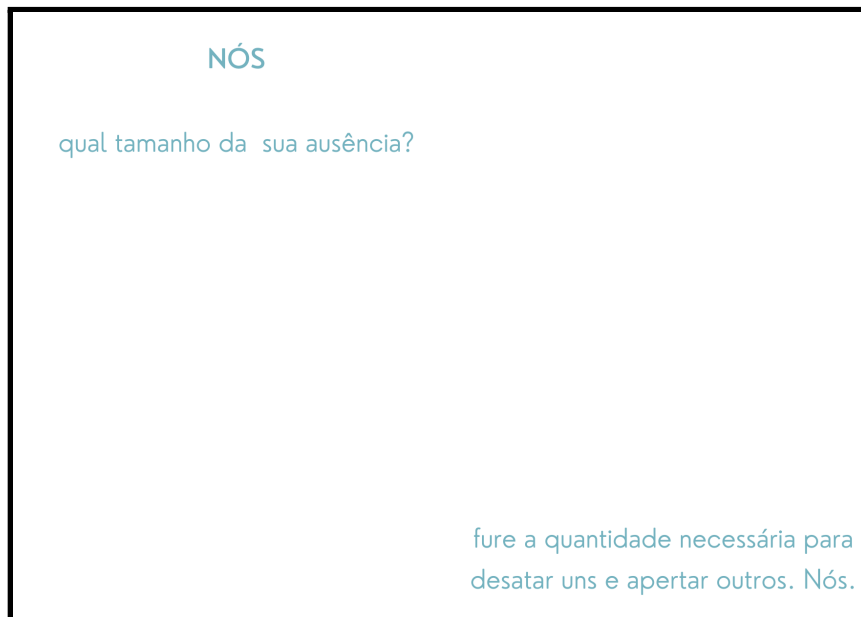 NÓS
qual tamanho da  sua ausência?
fure a quantidade necessária para
desatar uns e apertar outros. Nós.